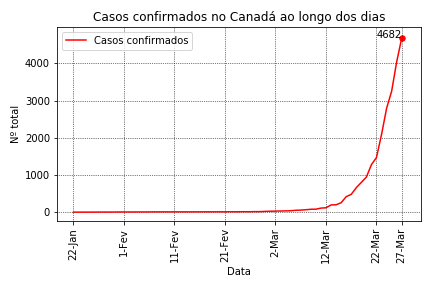 Casos confirmados no Canadá ao longo dos dias
Casos confirmados
4682
4000
3000
2000
1000
0
Nº total
22-Jan
1-Fev
11-Fev
21-Fev
2-Mar
12-Mar
22-Mar
27-Mar
Data